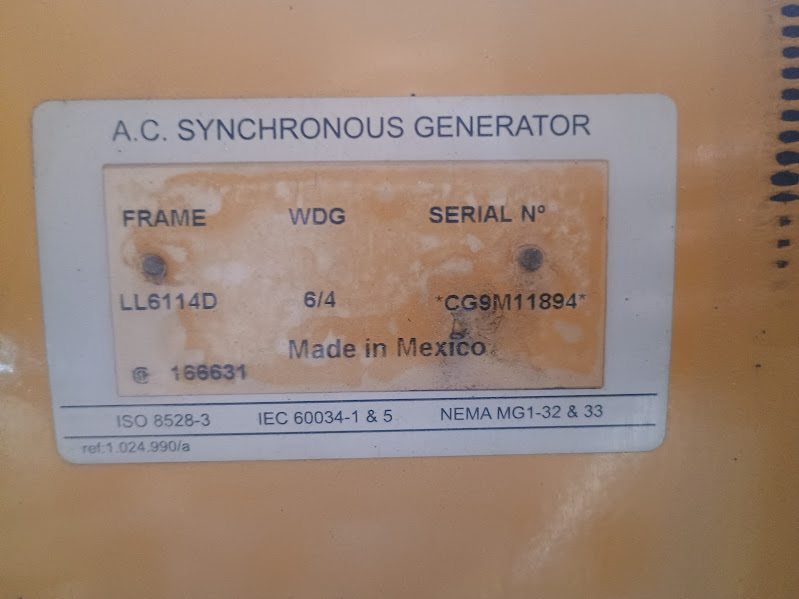 A.C. SYNCHRONOUS GENERATOR
FRAME WDG SERIAL Nº
LL6114D 6/4 *CG9M11894*
Made in Mexico
166631
ISO 8528-3 IEC 60034-1 & 5 NEMA MG1-32 & 33
ref:1.024.990/a